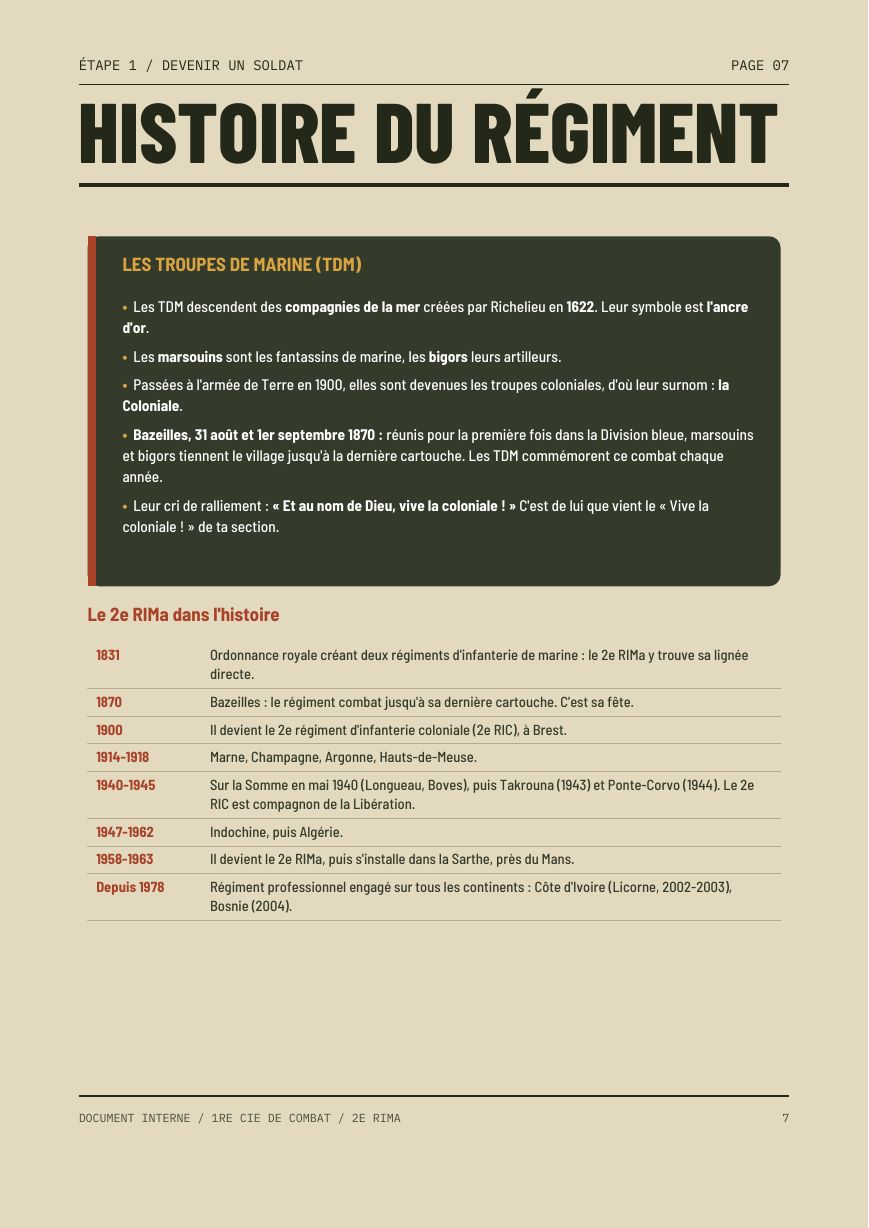 ÉTAPE 1 / DEVENIR UN SOLDAT
PAGE 07
HISTOIRE DU RÉGIMENT
LES TROUPES DE MARINE (TDM)
• Les TDM descendent des compagnies de la mer créées par Richelieu en 1622. Leur symbole est l'ancre
d'or.
• Les marsouins sont les fantassins de marine, les bigors leurs artilleurs.
• Passées à l'armée de Terre en 1900, elles sont devenues les troupes coloniales, d'où leur surnom : la
Coloniale.
• Bazeilles, 31 août et 1er septembre 1870 : réunis pour la première fois dans la Division bleue, marsouins
et bigors tiennent le village jusqu'à la dernière cartouche. Les TDM commémorent ce combat chaque
année.
• Leur cri de ralliement : « Et au nom de Dieu, vive la coloniale ! » C'est de lui que vient le « Vive la
coloniale ! » de ta section.
Le 2e RIMa dans l'histoire
1831 Ordonnance royale créant deux régiments d'infanterie de marine : le 2e RIMa y trouve sa lignée
directe.
1870 Bazeilles : le régiment combat jusqu'à sa dernière cartouche. C'est sa fête.
1900 Il devient le 2e régiment d'infanterie coloniale (2e RIC), à Brest.
1914-1918 Marne, Champagne, Argonne, Hauts-de-Meuse.
1940-1945 Sur la Somme en mai 1940 (Longueau, Boves), puis Takrouna (1943) et Ponte-Corvo (1944). Le 2e
RIC est compagnon de la Libération.
1947-1962 Indochine, puis Algérie.
1958-1963 Il devient le 2e RIMa, puis s'installe dans la Sarthe, près du Mans.
Depuis 1978 Régiment professionnel engagé sur tous les continents : Côte d'Ivoire (Licorne, 2002-2003),
Bosnie (2004).
DOCUMENT INTERNE / 1RE CIE DE COMBAT / 2E RIMA
7